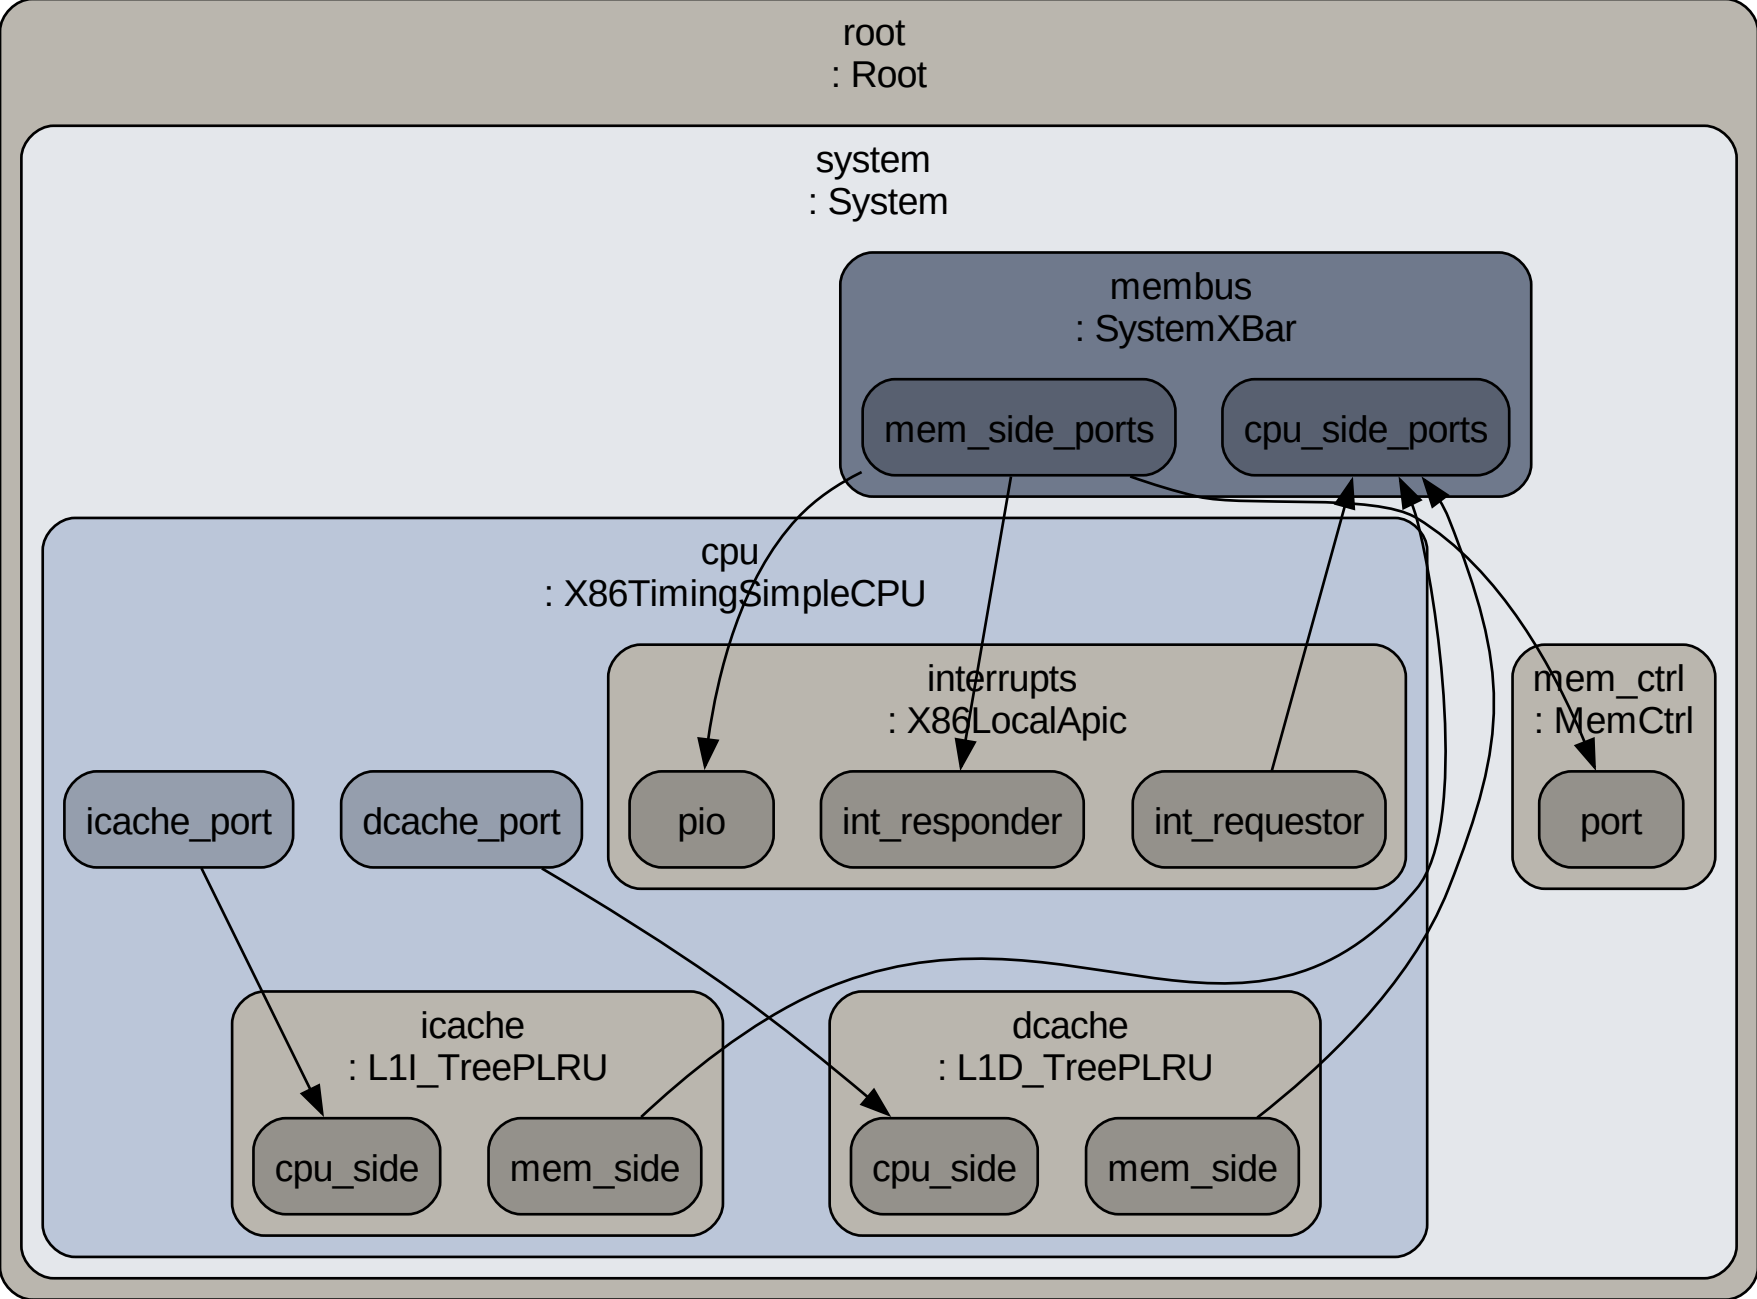 root
: Root
system
: System
membus
: SystemXBar
mem_side_ports
cpu_side_ports
cpu
: X86TimingSimpleCPU
interrupts
: X86LocalApic
mem_ctrl
: MemCtrl
icache_port
dcache_port
pio
int_responder
int_requestor
port
icache
: L1I_TreePLRU
dcache
: L1D_TreePLRU
cpu_side
mem_side
cpu_side
mem_side